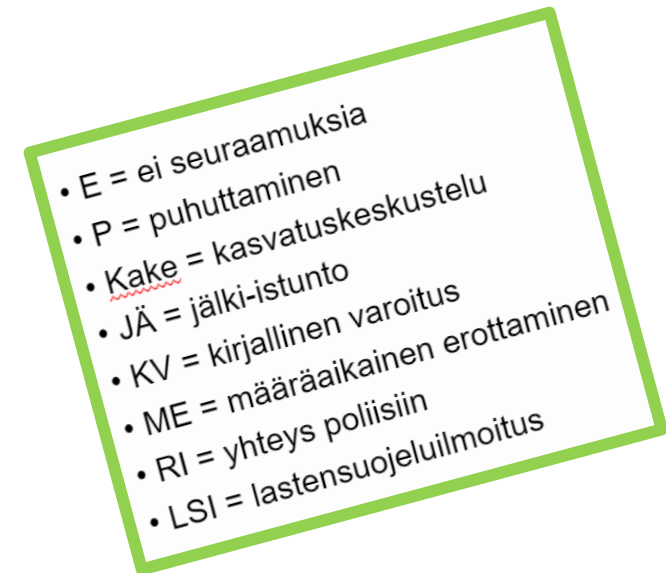 • E = ei seuraamuksia
• P = puhuttaminen
• Kake = kasvatuskeskustelu
• JÄ = jälki-istunto
• KV = kirjallinen varoitus
• ME = määräaikainen erottaminen
• RI = yhteys poliisiin
• LSI = lastensuojeluilmoitus